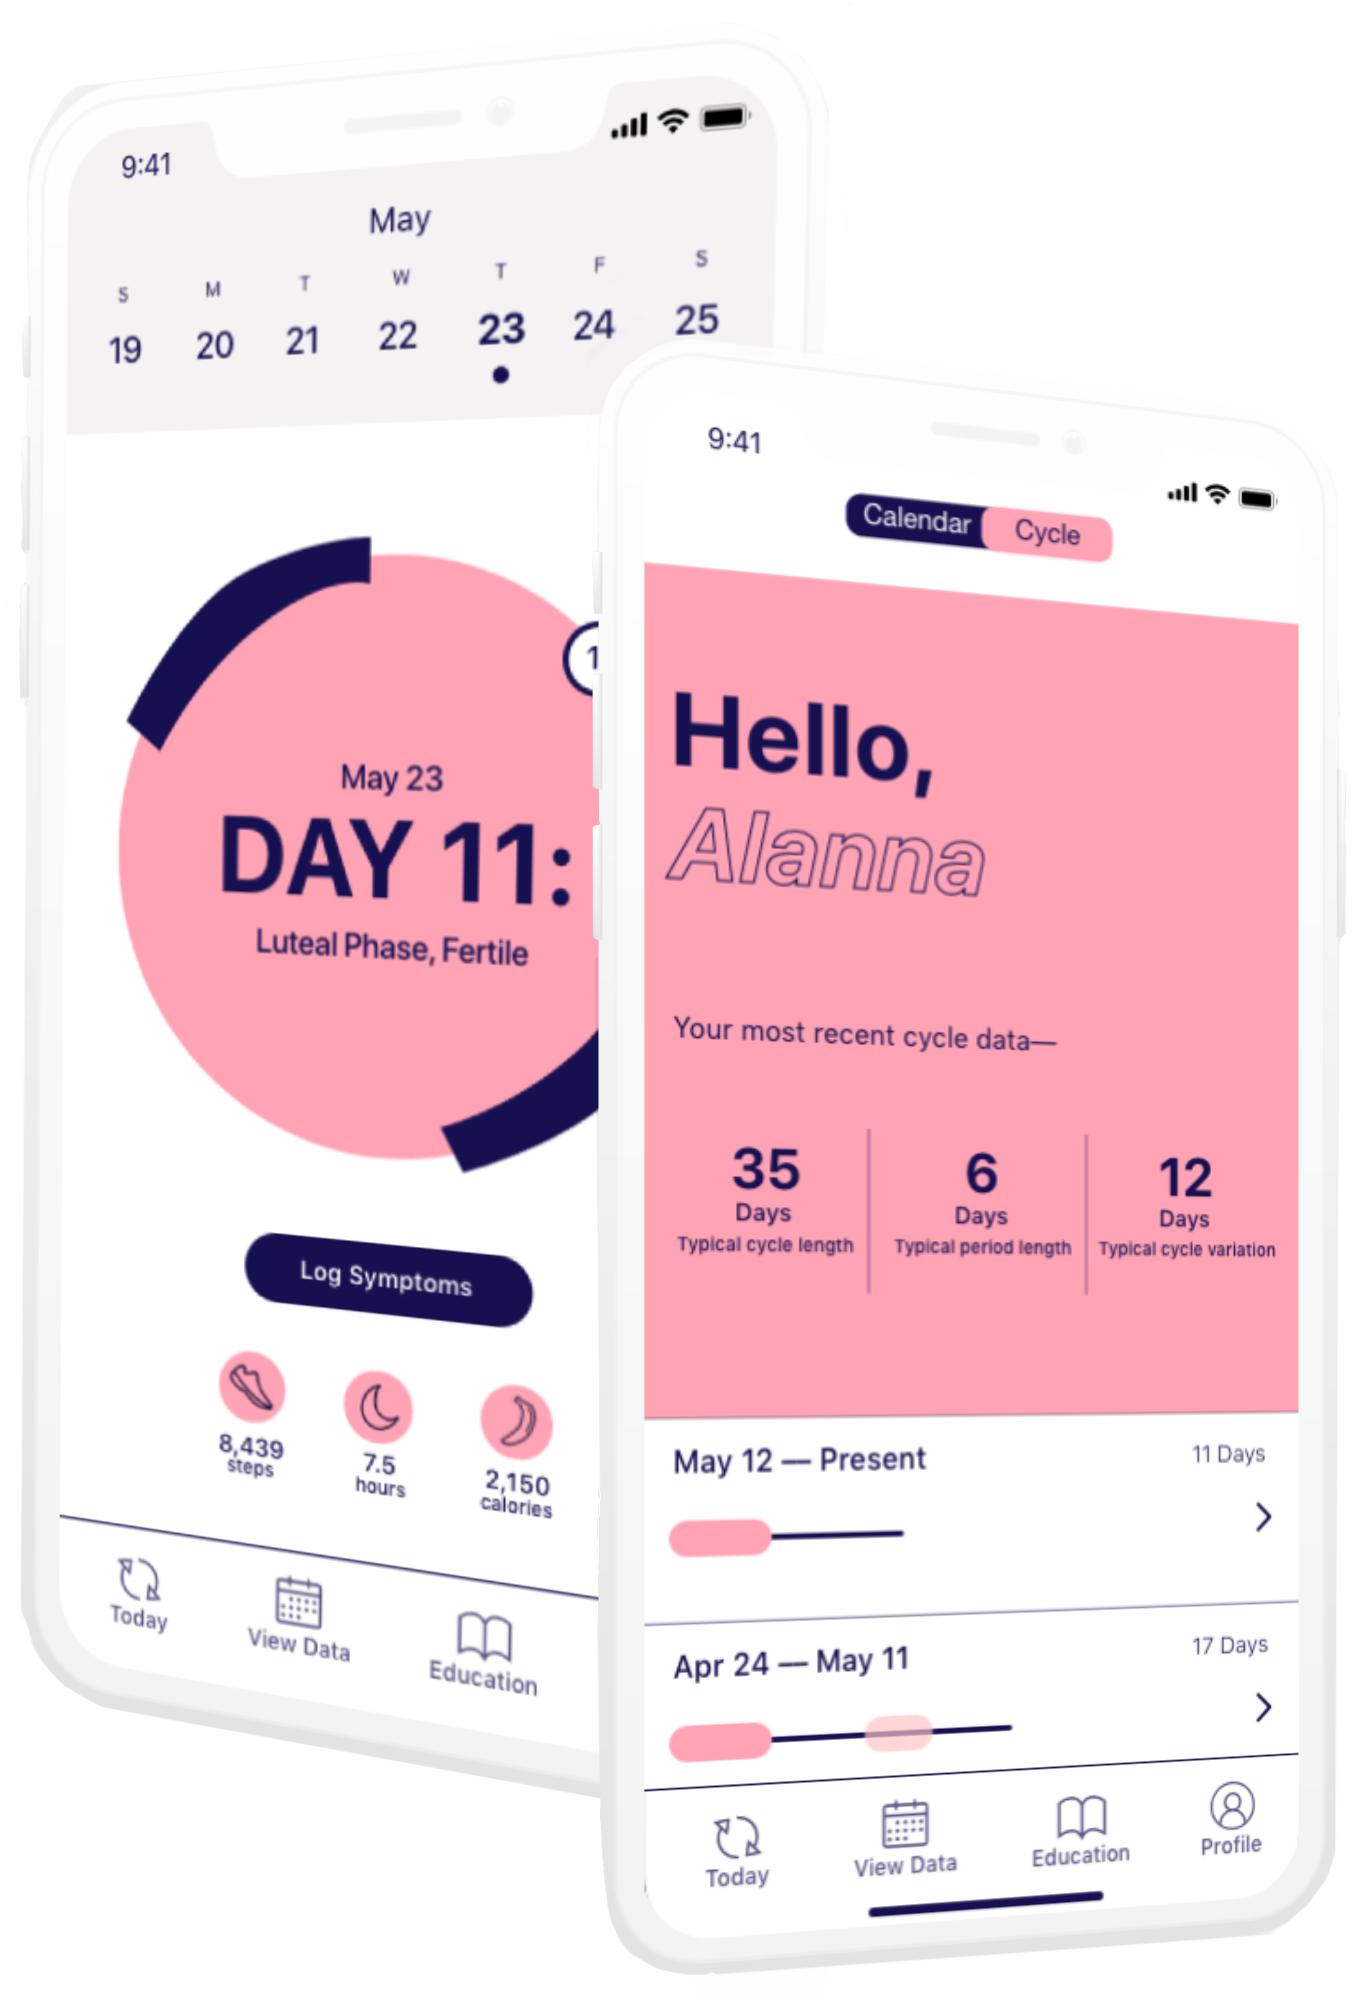 9:41
May
S M T W T F S
19 20 21 22 23 24 25
1
May 23
DAY 11:
Luteal Phase, Fertile
Log Symptoms
8,439
steps
7.5
hours
2,150
calories
Today
View Data
Education
9:41
Calendar Cycle
Hello,
Alanna
Your most recent cycle data—
35
Days
Typical cycle length
6
Days
Typical period length
12
Days
Typical cycle variation
May 12 — Present
11 Days
Apr 24 — May 11
17 Days
Today
View Data
Education
Profile